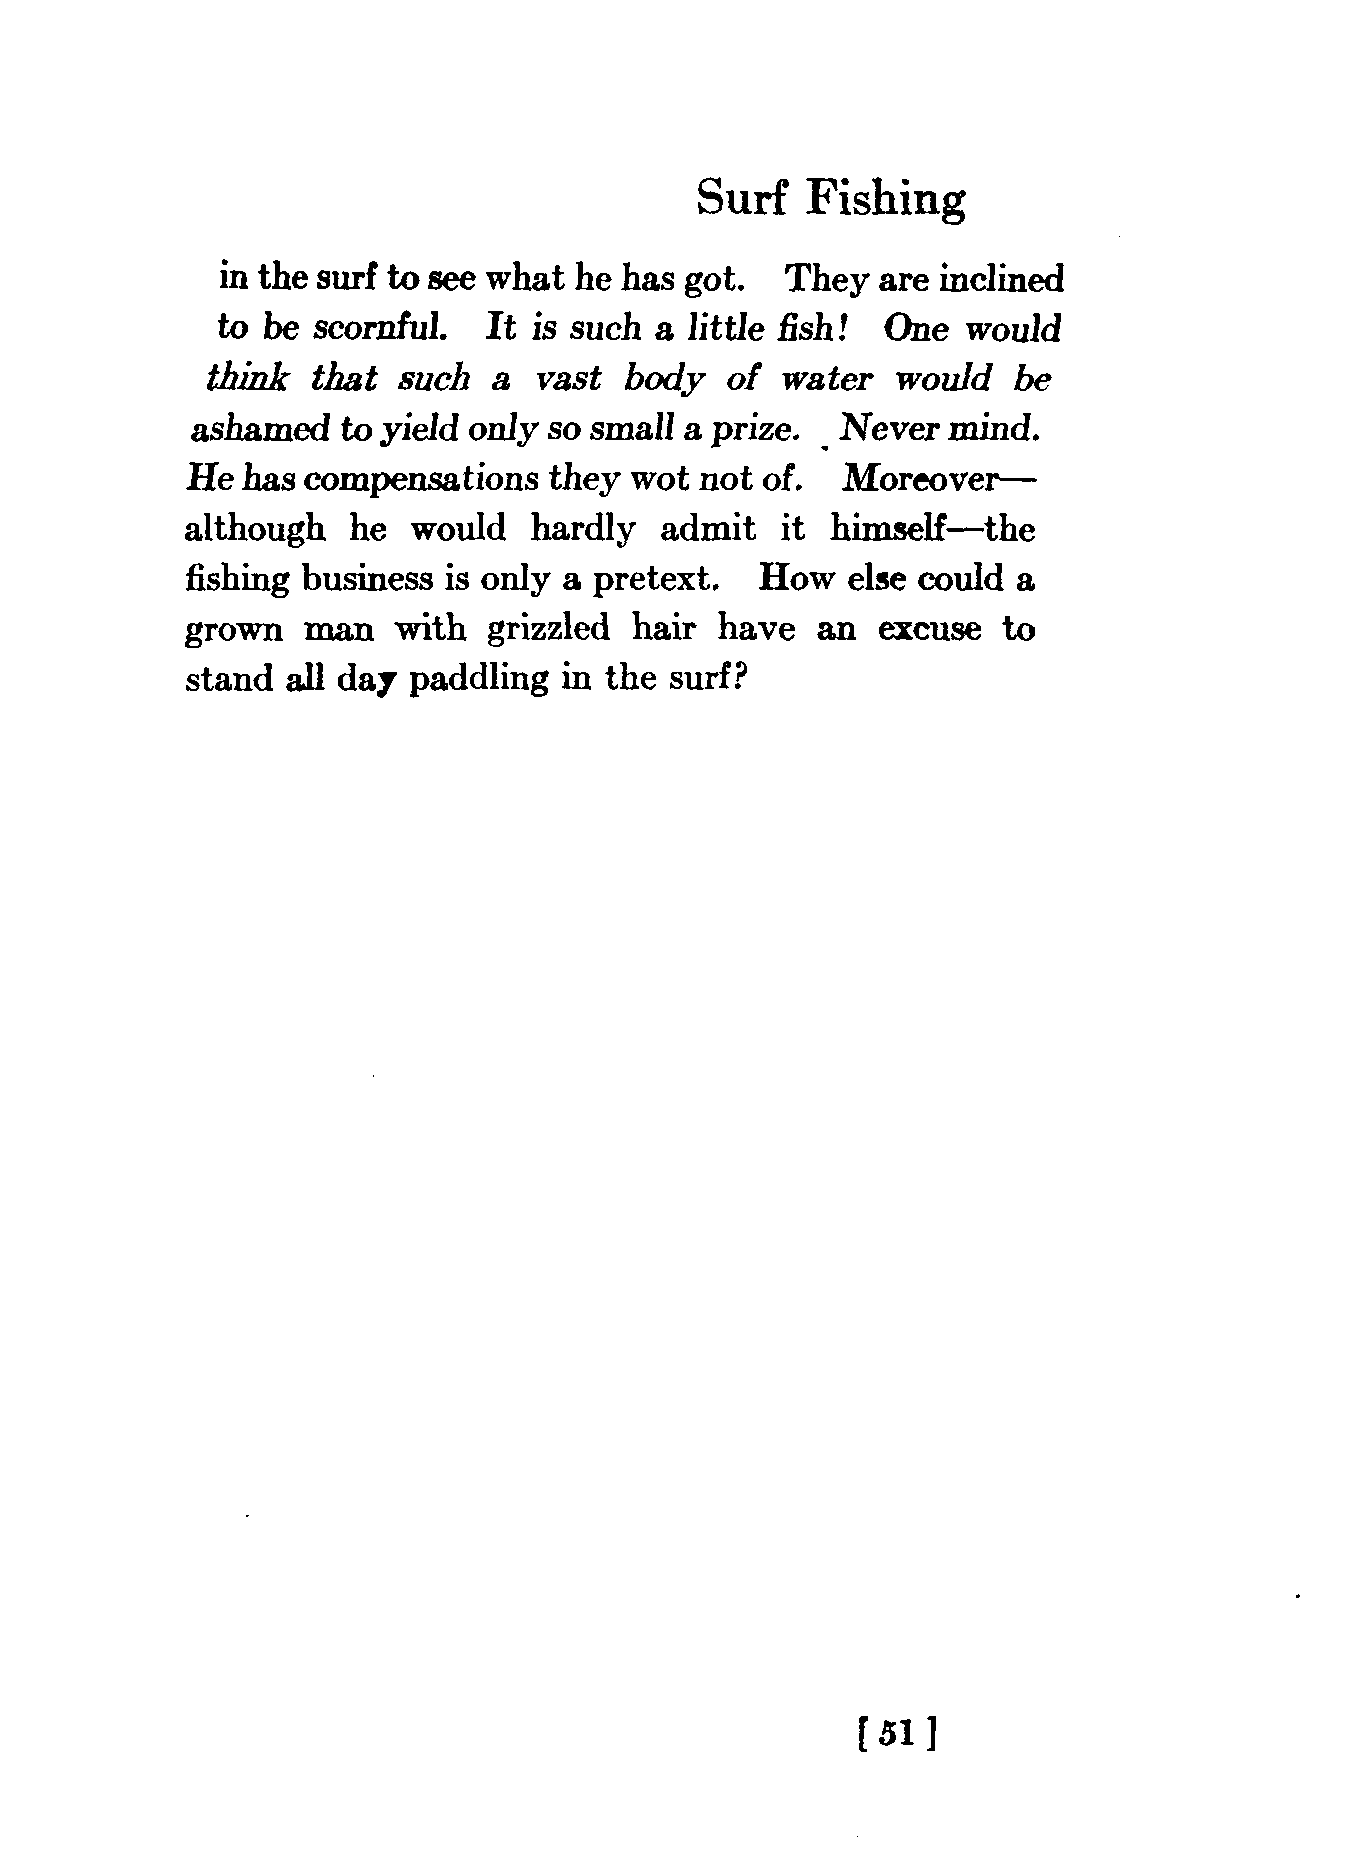 Surf Fishing
in the surf to see what he has got. They are inclined
to be scornful. It is such a little fish! One would
think that such a vast body of water would be
ashamed to yield only so small a prize. Never mind.
He has compensations they wot not of. Moreover—
although he would hardly admit it himself—the
fishing business is only a pretext. How else could a
grown man with grizzled hair have an excuse to
stand all day paddling in the surf?
[ 51 ]